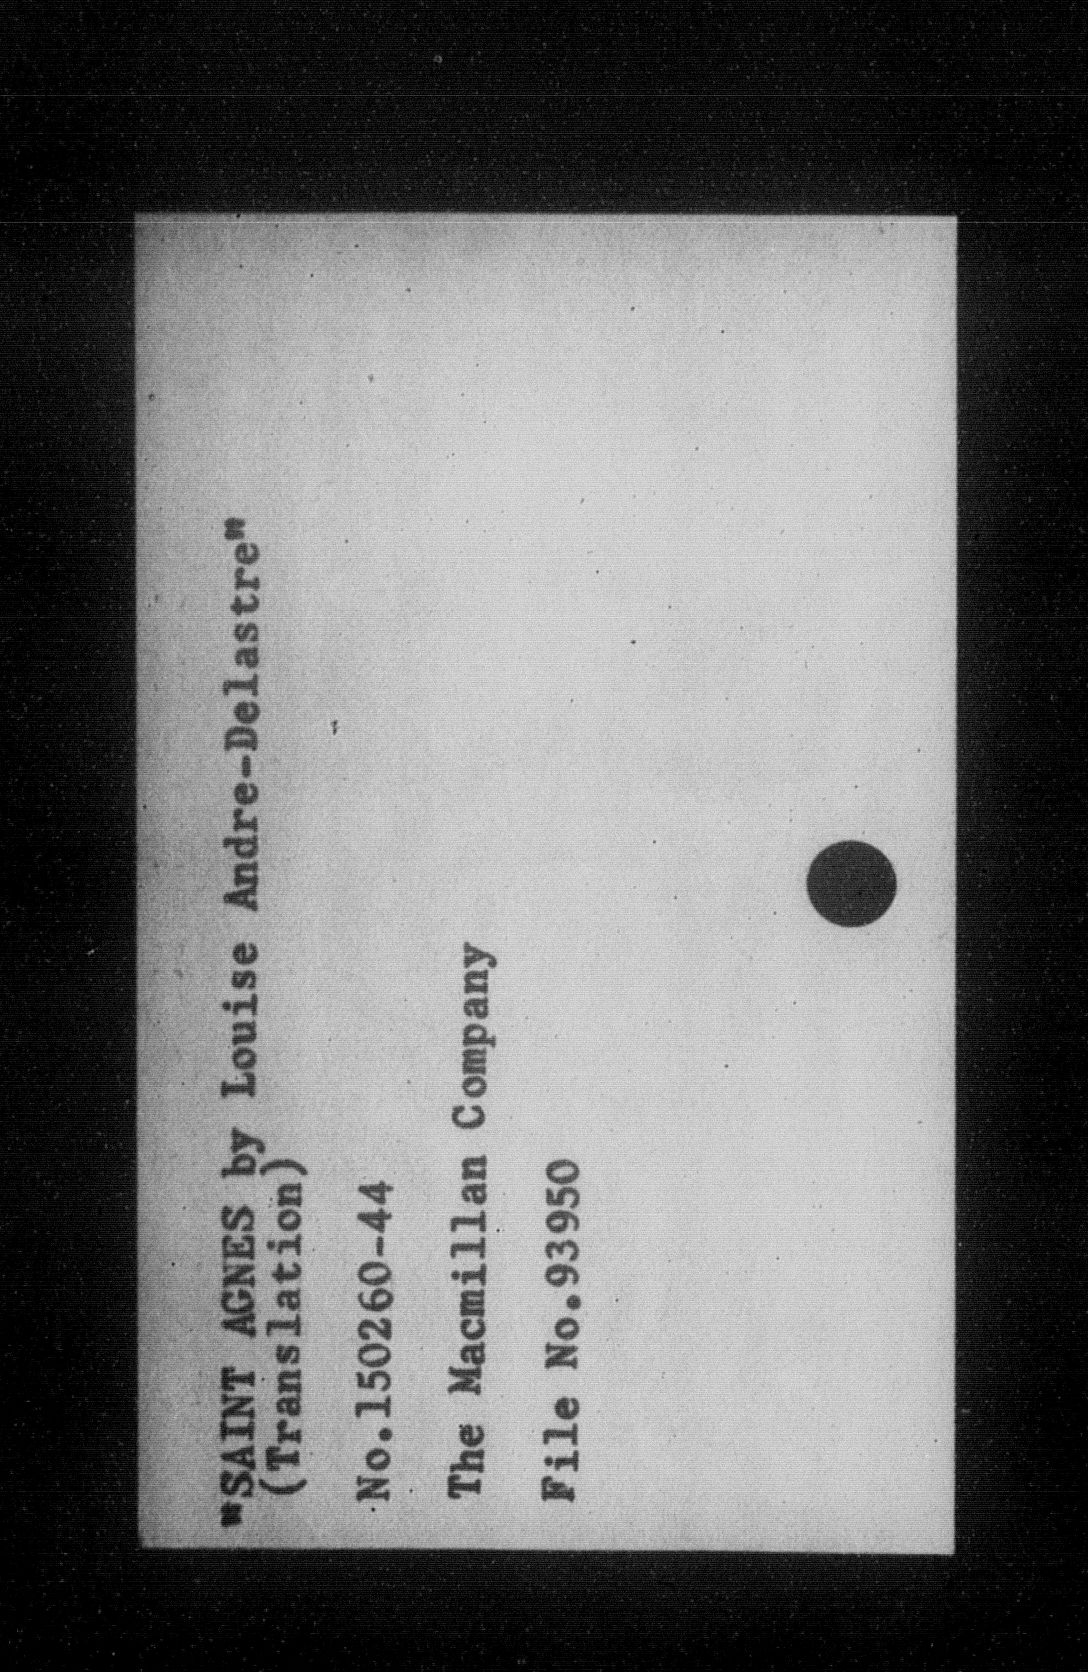 "SAINT AGNES by Louise Andre-Delastre"
(Translation)
No.150260-44
The Macmillan Company
File No.93950